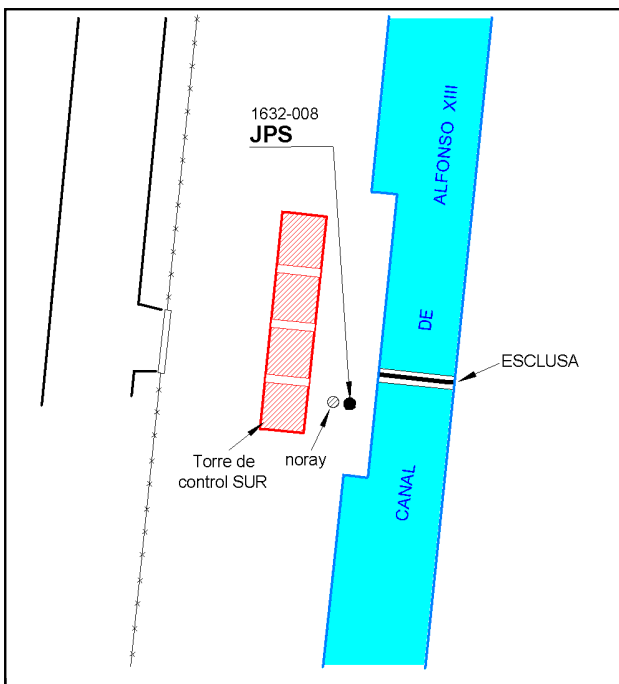 1632-008
JPS
ALFONSO XIII
DE
CANAL
ESCLUSA
Torre de
control SUR
noray